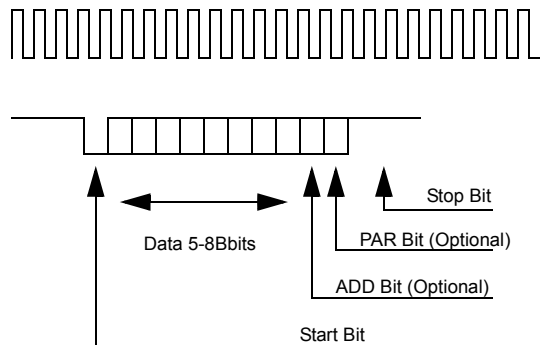 Stop Bit
Data 5-8Bbits
PAR Bit (Optional)
ADD Bit (Optional)
Start Bit